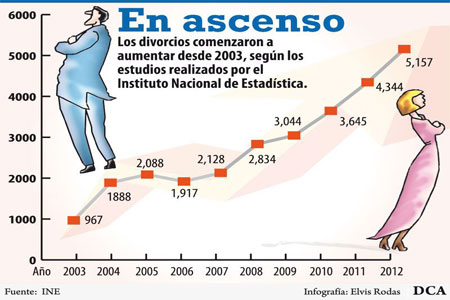 En ascenso
Los divorcios comenzaron a
aumentar desde 2003, según los
estudios realizados por el
Instituto Nacional de Estadística.
6000
5000
4000
3000
2000
1000
0
967
1888
2,088
1,917
2,128
2,834
3,044
3,645
4,344
5,157
Año 2003 2004 2005 2006 2007 2008 2009 2010 2011 2012
Fuente: INE
Infografía: Elvis Rodas DCA